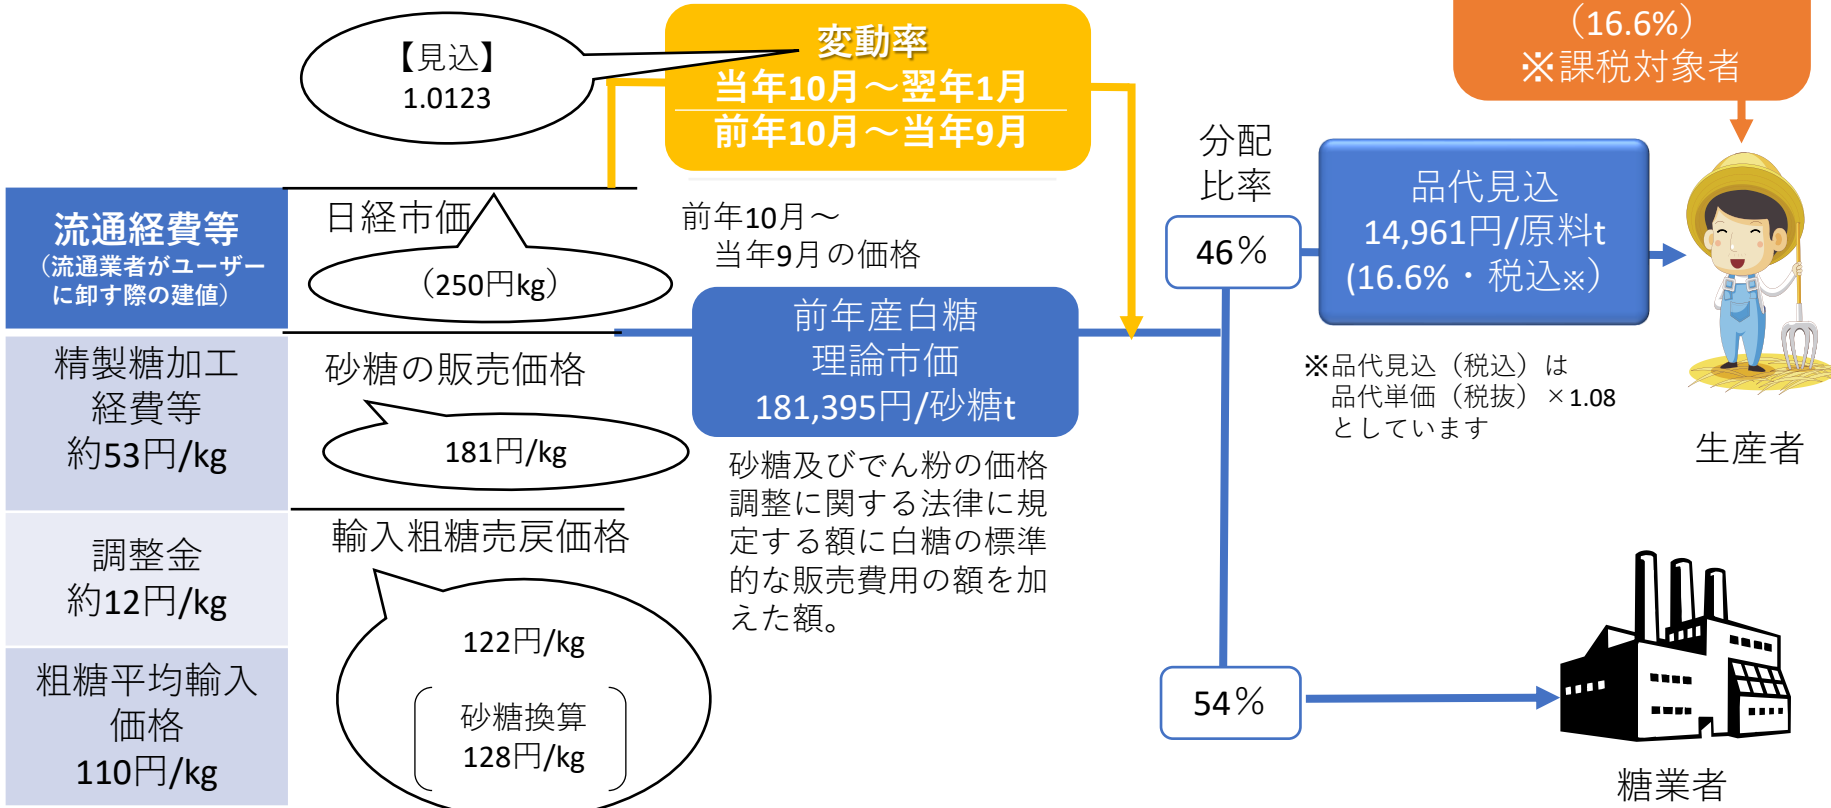 (16.6%)
※課税対象者
【見込】
1.0123
変動率
当年10月～翌年1月
前年10月～当年9月
流通経費等
（流通業者がユーザー
に卸す際の建値）
日経市価
（250円kg）
前年10月～
当年9月の価格
分配
比率
46％
品代見込
14,961円/原料t
(16.6%・税込※）
前年産白糖
理論市価
181,395円/砂糖t
精製糖加工
経費等
約53円/kg
砂糖の販売価格
181円/kg
※品代見込（税込）は
品代単価（税抜）×1.08
としています
生産者
砂糖及びでん粉の価格
調整に関する法律に規
定する額に白糖の標準
的な販売費用の額を加
えた額。
調整金
約12円/kg
輸入粗糖売戻価格
122円/kg
砂糖換算
128円/kg
粗糖平均輸入
価格
110円/kg
54％
糖業者